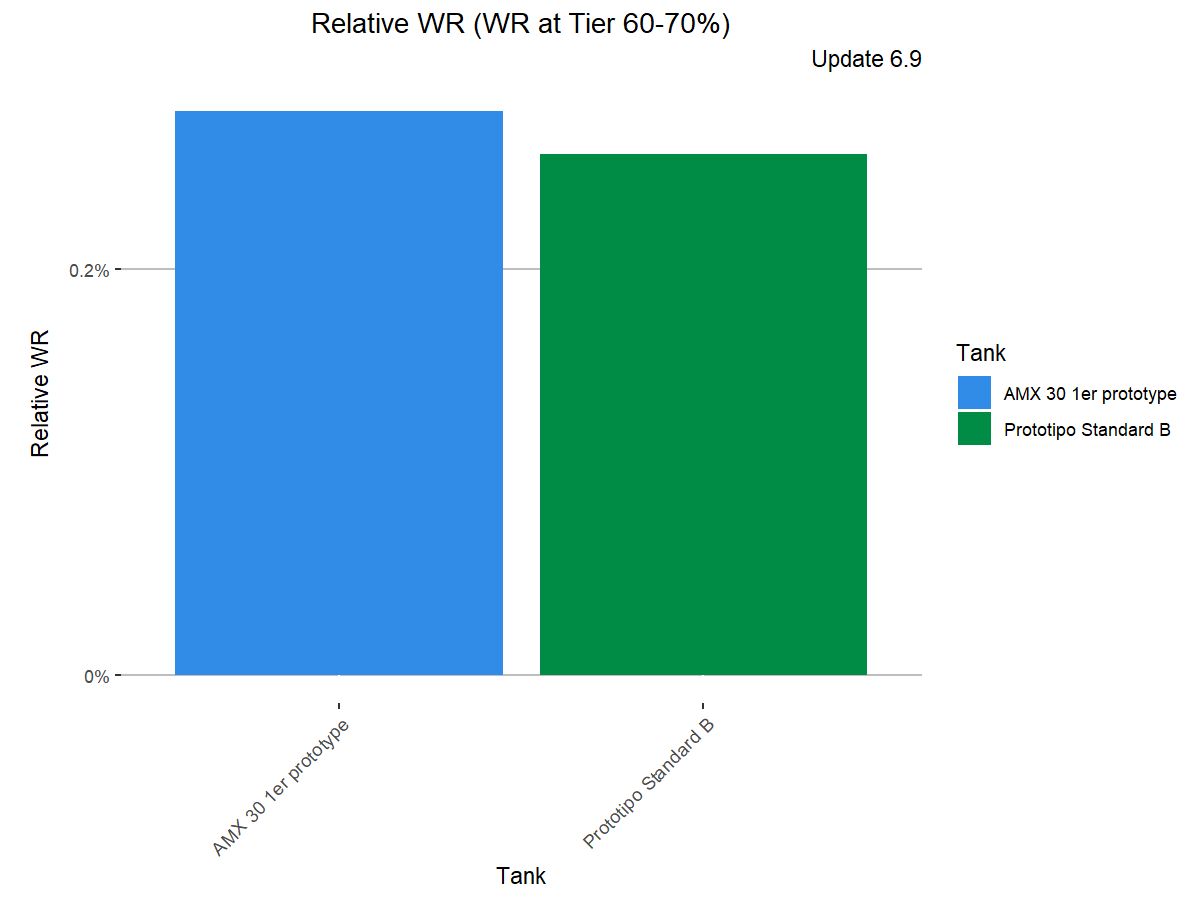 Relative WR (WR at Tier 60-70%)
Update 6.9
Relative WR
0.2%
0%
AMX 30 1er prototype
Prototipo Standard B
Tank
Tank
AMX 30 1er prototype
Prototipo Standard B